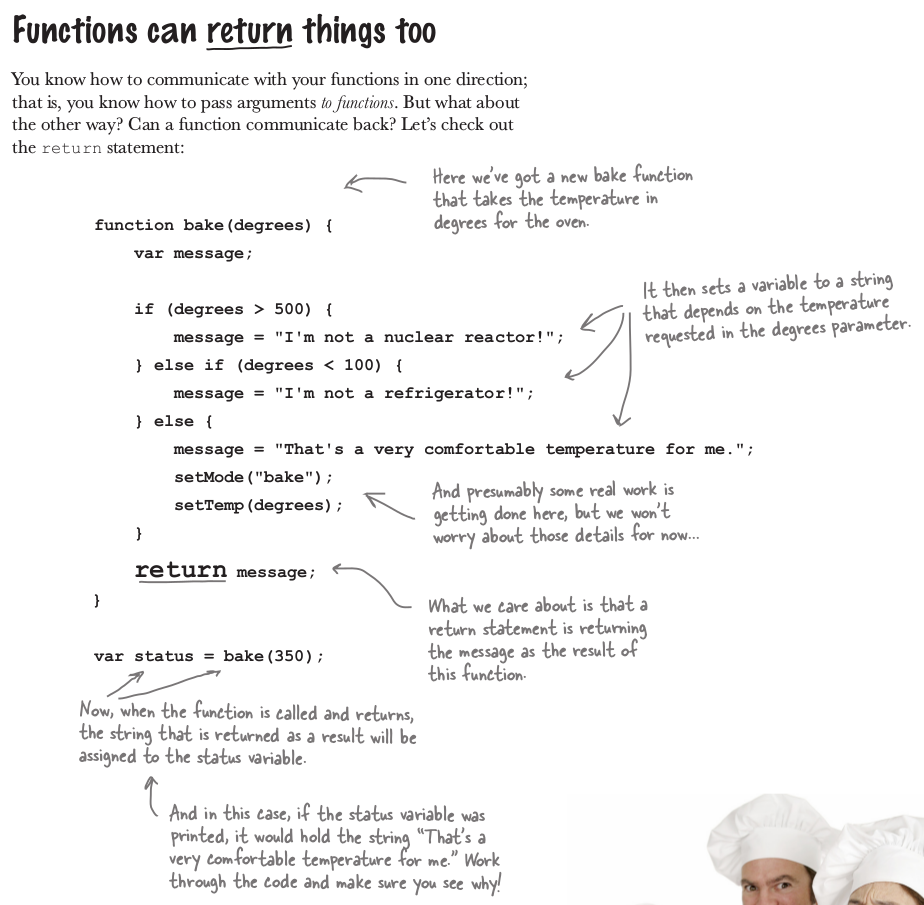 Functions can return things too
You know how to communicate with your functions in one direction;
that is, you know how to pass arguments to functions. But what about
the other way? Can a function communicate back? Let's check out
the return statement:
Here we've got a new bake function
that takes the temperature in
degrees for the oven.
function bake(degrees) {
var message;
if (degrees > 500) {
message = "I'm not a nuclear reactor!";
} else if (degrees < 100) {
message = "I'm not a refrigerator!";
} else {
message = "That's a very comfortable temperature for me.";
setMode("bake");
setTemp(degrees);
}
return message;
}
It then sets a variable to a string
that depends on the temperature
requested in the degrees parameter.
And presumably some real work is
getting done here, but we won't
worry about those details for now...
What we care about is that a
return statement is returning
the message as the result of
this function.
var status = bake(350);
Now, when the function is called and returns,
the string that is returned as a result will be
assigned to the status variable.
And in this case, if the status variable was
printed, it would hold the string "That's a
very comfortable temperature for me." Work
through the code and make sure you see why!